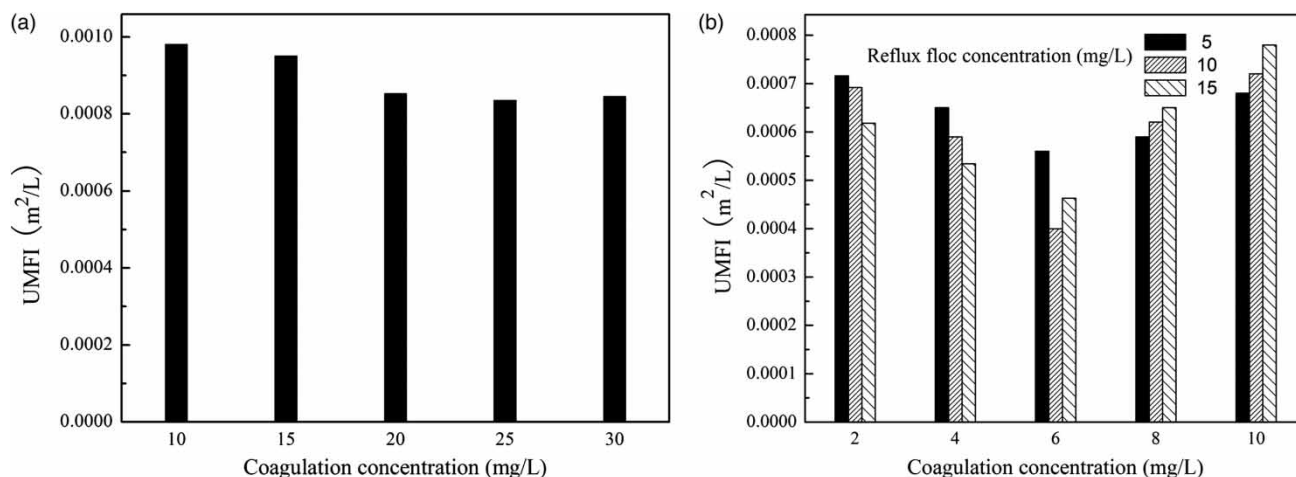 (a)
0.0010
0.0008
0.0006
0.0004
0.0002
0.0000
UMFI (m²/L)
10 15 20 25 30
Coagulation concentration (mg/L)
(b)
Reflux floc concentration (mg/L)
5
10
15
0.0008
0.0007
0.0006
0.0005
0.0004
0.0003
0.0002
0.0001
0.0000
UMFI (m²/L)
2 4 6 8 10
Coagulation concentration (mg/L)